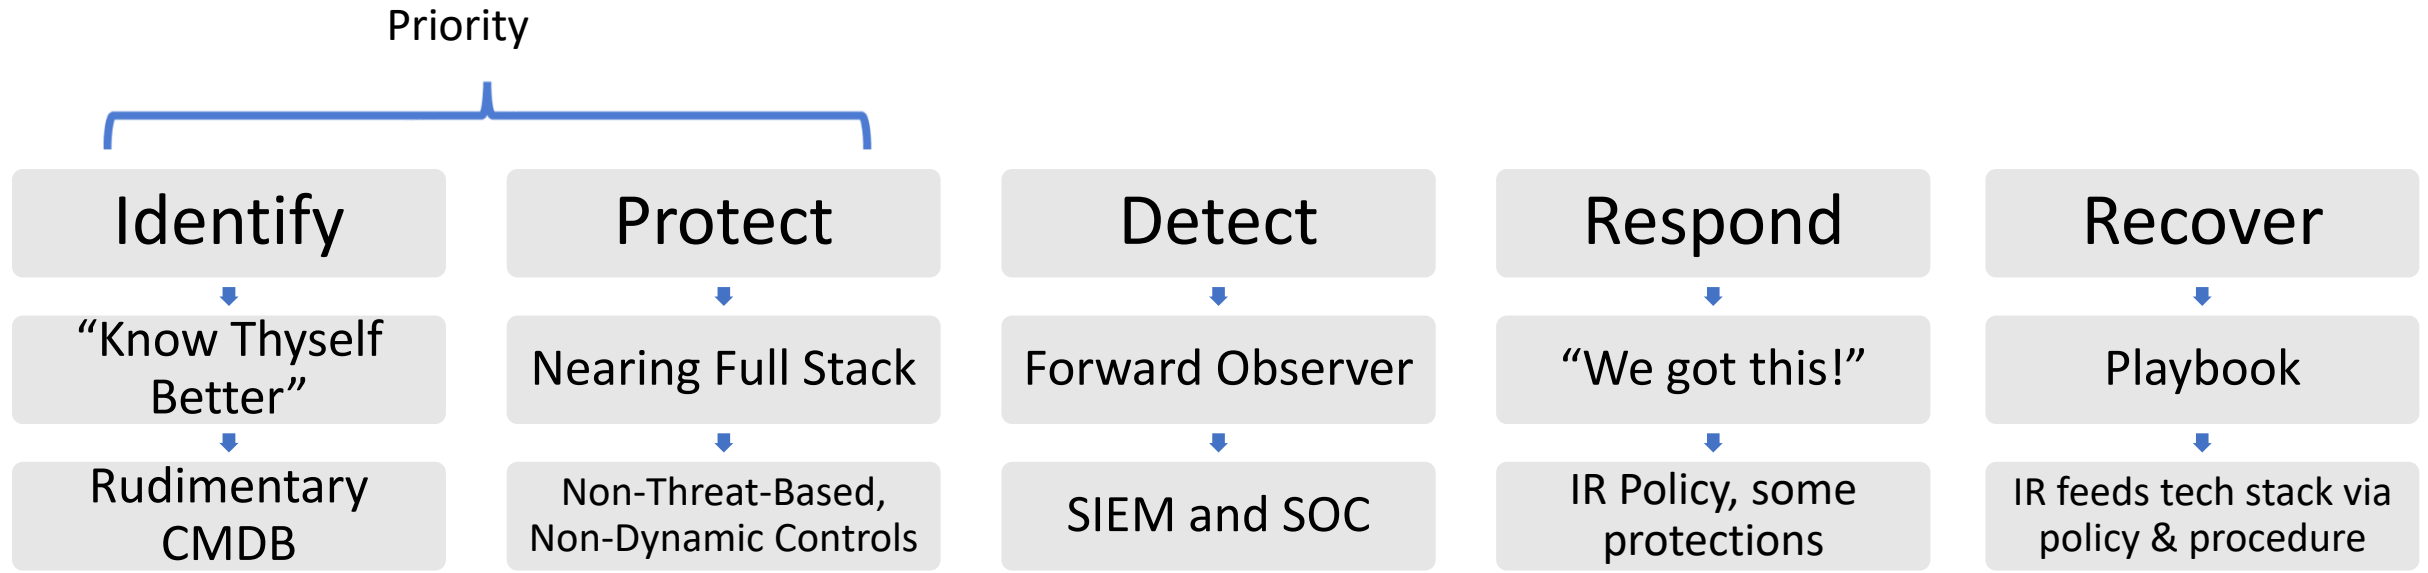 Priority
Identify
Protect
Detect
Respond
Recover
“Know Thyself
Better”
Nearing Full Stack
Forward Observer
“We got this!”
Playbook
Rudimentary
CMDB
Non-Threat-Based,
Non-Dynamic Controls
SIEM and SOC
IR Policy, some
protections
IR feeds tech stack via
policy & procedure